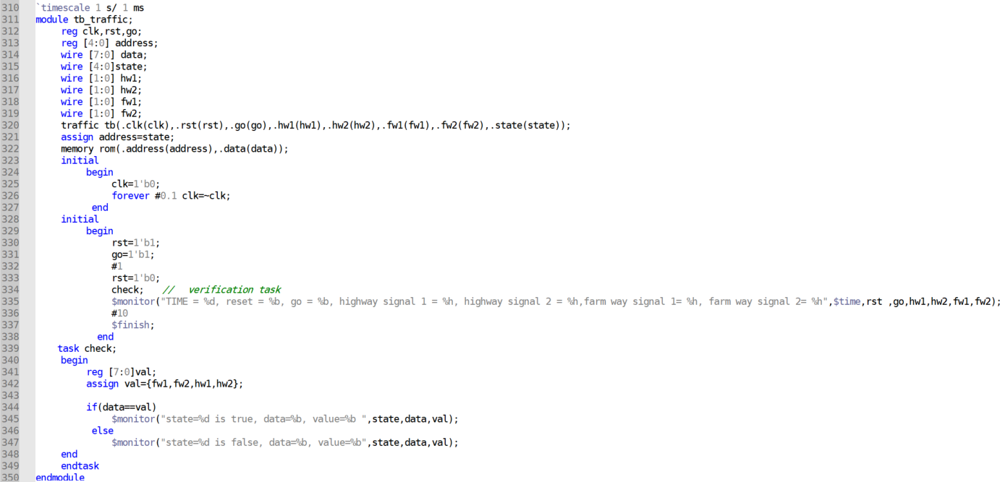 310 `timescale 1 s/ 1 ms
311 module tb_traffic;
312 reg clk,rst,go;
313 reg [4:0] address;
314 wire [7:0] data;
315 wire [4:0]state;
316 wire [1:0] hw1;
317 wire [1:0] hw2;
318 wire [1:0] fw1;
319 wire [1:0] fw2;
320 traffic tb(.clk(clk),.rst(rst),.go(go),.hw1(hw1),.hw2(hw2),.fw1(fw1),.fw2(fw2),.state(state));
321 assign address=state;
322 memory rom(.address(address),.data(data));
323 initial
324 begin
325 clk=1'b0;
326 forever #0.1 clk=~clk;
327 end
328 initial
329 begin
330 rst=1'b1;
331 go=1'b1;
332 #1
333 rst=1'b0;
334 check; // verification task
335 $monitor("TIME = %d, reset = %b, go = %b, highway signal 1 = %h, highway signal 2 = %h,farm way signal 1= %h, farm way signal 2= %h",$time,rst ,go,hw1,hw2,fw1,fw2);
336 #10
337 $finish;
338 end
339 task check;
340 begin
341 reg [7:0]val;
342 assign val={fw1,fw2,hw1,hw2};
343
344 if(data==val)
345 $monitor("state=%d is true, data=%b, value=%b ",state,data,val);
346 else
347 $monitor("state=%d is false, data=%b, value=%b",state,data,val);
348 end
349 endtask
350 endmodule